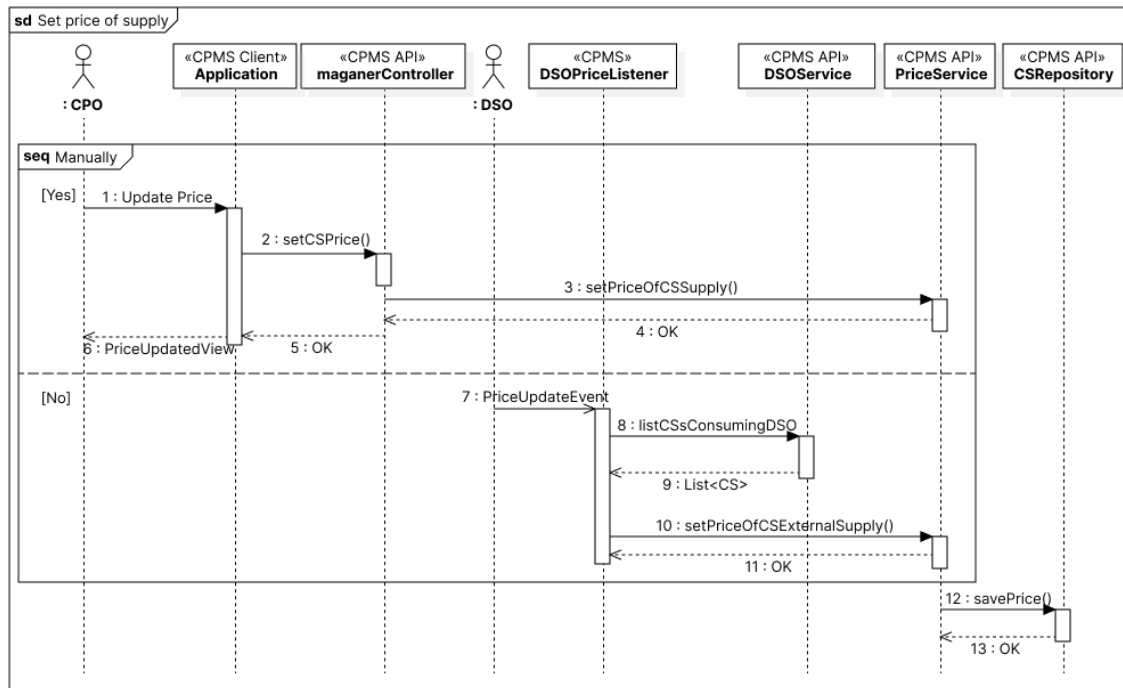 sd Set price of supply
«CPMS Client»
Application
«CPMS API»
maganerController
«CPMS»
DSOPriceListener
«CPMS API»
DSOService
«CPMS API»
PriceService
«CPMS API»
CSRepository
: CPO
: DSO
seq Manually
[Yes]
1 : Update Price
2 : setCSPrice()
3 : setPriceOfCSSupply()
4 : OK
5 : OK
6 : PriceUpdatedView
[No]
7 : PriceUpdateEvent
8 : listCSsConsumingDSO
9 : List<CS>
10 : setPriceOfCSExternalSupply()
11 : OK
12 : savePrice()
13 : OK